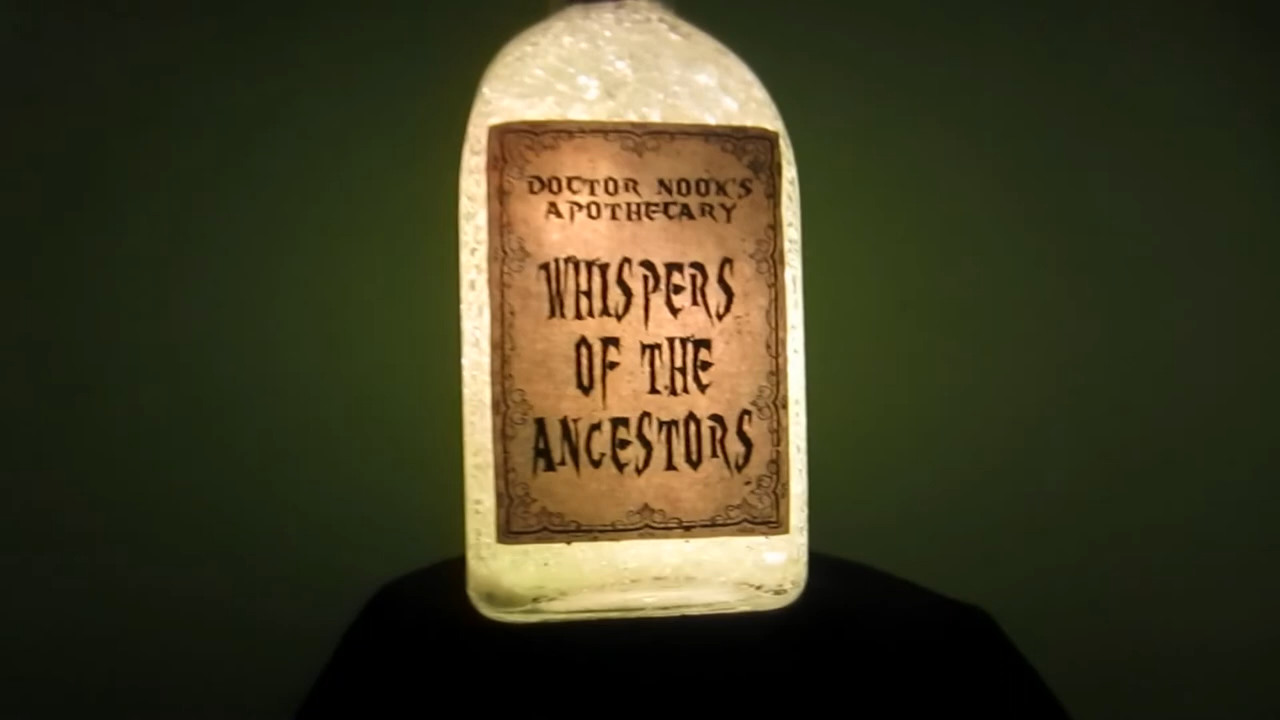 DOCTOR NOOK'S
APOTHECARY
WHISPERS
OF THE
ANCESTORS